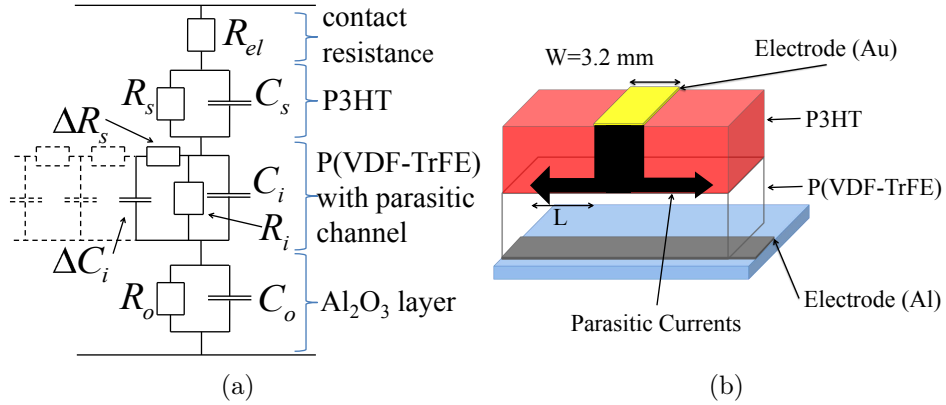 contact
resistance
R_el
R_s
C_s
P3HT
ΔR_s
P(VDF-TrFE)
with parasitic
channel
C_i
R_i
ΔC_i
R_o
C_o
Al₂O₃ layer
(a)
W=3.2 mm
Electrode (Au)
P3HT
P(VDF-TrFE)
L
Electrode (Al)
Parasitic Currents
(b)